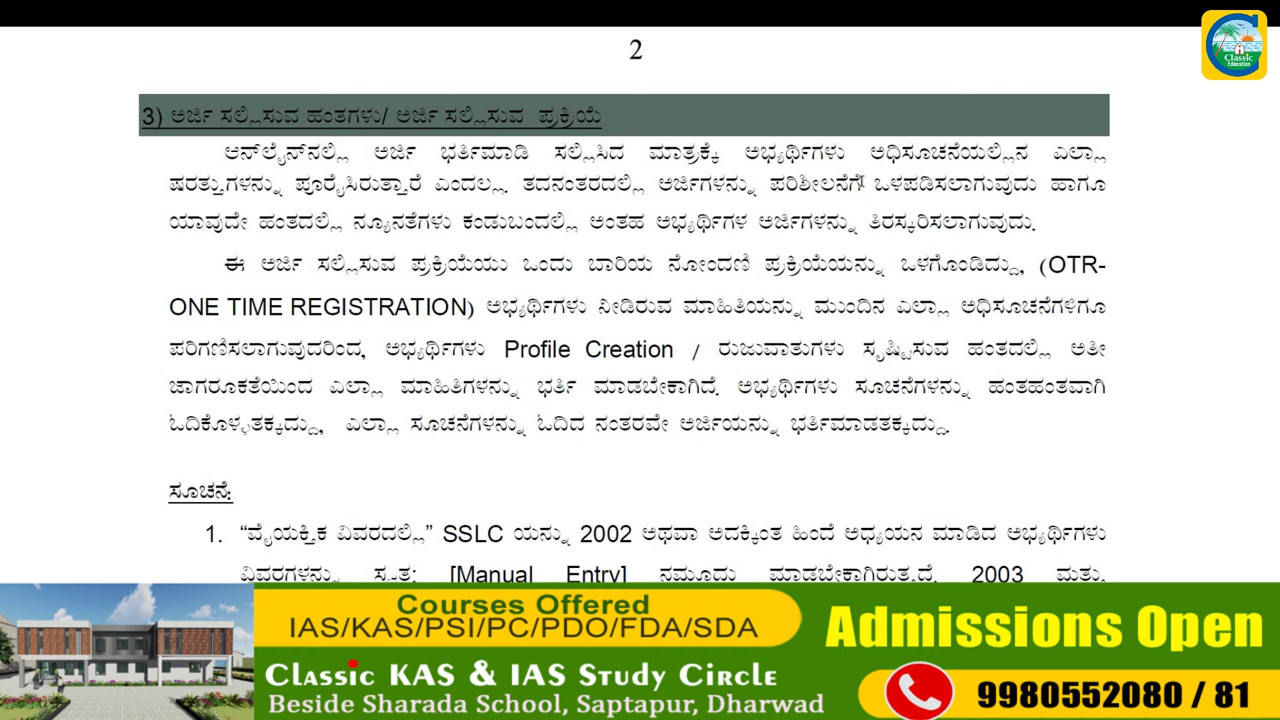 2
Classic
Education
3) ಅರ್ಜಿ ಸಲ್ಲಿಸುವ ಹಂತಗಳು/ ಅರ್ಜಿ ಸಲ್ಲಿಸುವ ಪ್ರಕ್ರಿಯೆ
ಆನ್‌ಲೈನ್‌ನಲ್ಲಿ ಅರ್ಜಿ ಭರ್ತಿಮಾಡಿ ಸಲ್ಲಿಸಿದ ಮಾತ್ರಕ್ಕೆ ಅಭ್ಯರ್ಥಿಗಳು ಅಧಿಸೂಚನೆಯಲ್ಲಿನ ಎಲ್ಲಾ
ಷರತ್ತುಗಳನ್ನು ಪೂರೈಸಿರುತ್ತಾರೆ ಎಂದಲ್ಲ. ತದನಂತರದಲ್ಲಿ ಅರ್ಜಿಗಳನ್ನು ಪರಿಶೀಲನೆಗೆ ಒಳಪಡಿಸಲಾಗುವುದು ಹಾಗೂ
ಯಾವುದೇ ಹಂತದಲ್ಲಿ ನ್ಯೂನತೆಗಳು ಕಂಡುಬಂದಲ್ಲಿ ಅಂತಹ ಅಭ್ಯರ್ಥಿಗಳ ಅರ್ಜಿಗಳನ್ನು ತಿರಸ್ಕರಿಸಲಾಗುವುದು.
ಈ ಅರ್ಜಿ ಸಲ್ಲಿಸುವ ಪ್ರಕ್ರಿಯೆಯು ಒಂದು ಬಾರಿಯ ನೋಂದಣಿ ಪ್ರಕ್ರಿಯೆಯನ್ನು ಒಳಗೊಂಡಿದ್ದು, (OTR-
ONE TIME REGISTRATION) ಅಭ್ಯರ್ಥಿಗಳು ನೀಡಿರುವ ಮಾಹಿತಿಯನ್ನು ಮುಂದಿನ ಎಲ್ಲಾ ಅಧಿಸೂಚನೆಗಳಿಗೂ
ಪರಿಗಣಿಸಲಾಗುವುದರಿಂದ, ಅಭ್ಯರ್ಥಿಗಳು Profile Creation / ರುಜುವಾತುಗಳು ಸೃಷ್ಟಿಸುವ ಹಂತದಲ್ಲಿ ಅತೀ
ಜಾಗರೂಕತೆಯಿಂದ ಎಲ್ಲಾ ಮಾಹಿತಿಗಳನ್ನು ಭರ್ತಿ ಮಾಡಬೇಕಾಗಿದೆ. ಅಭ್ಯರ್ಥಿಗಳು ಸೂಚನೆಗಳನ್ನು ಹಂತಹಂತವಾಗಿ
ಓದಿಕೊಳ್ಳತಕ್ಕದ್ದು, ಎಲ್ಲಾ ಸೂಚನೆಗಳನ್ನು ಓದಿದ ನಂತರವೇ ಅರ್ಜಿಯನ್ನು ಭರ್ತಿಮಾಡತಕ್ಕದ್ದು.
ಸೂಚನೆ:
1. “ವೈಯಕ್ತಿಕ ವಿವರದಲ್ಲಿ” SSLC ಯನ್ನು 2002 ಅಥವಾ ಅದಕ್ಕಿಂತ ಹಿಂದೆ ಅಧ್ಯಯನ ಮಾಡಿದ ಅಭ್ಯರ್ಥಿಗಳು
ವಿವರಗಳನ್ನು ಸ್ವತ: [Manual Entry] ನಮೂದು ಮಾಡಬೇಕಾಗಿರುತ್ತದೆ. 2003 ಮತ್ತು
Courses Offered
IAS/KAS/PSI/PC/PDO/FDA/SDA
Classic KAS & IAS Study Circle
Beside Sharada School, Saptapur, Dharwad
Admissions Open
9980552080 / 81